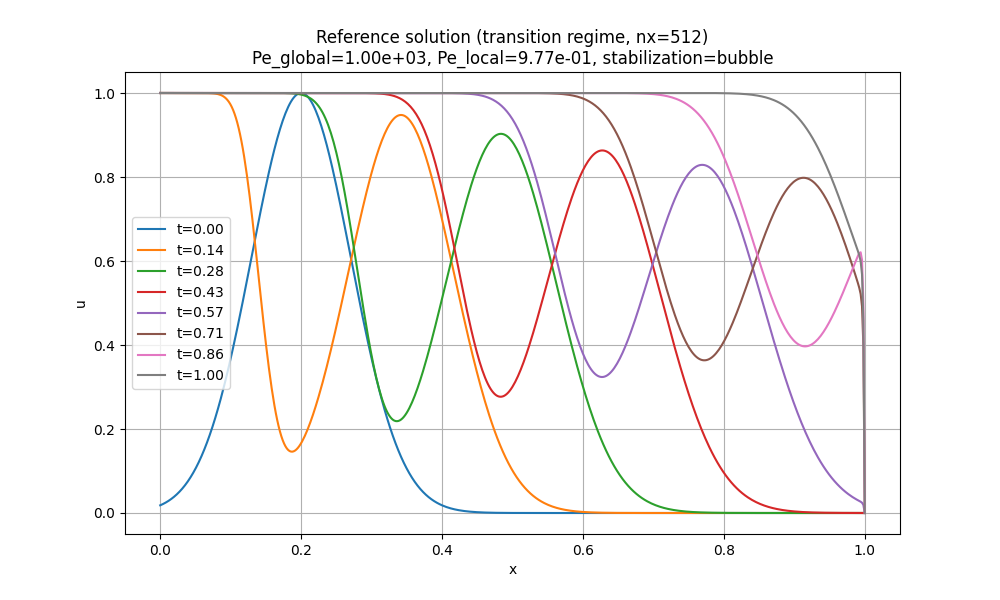 Reference solution (transition regime, nx=512)
Pe_global=1.00e+03, Pe_local=9.77e-01, stabilization=bubble
1.0
0.8
0.6
0.4
0.2
0.0
u
t=0.00
t=0.14
t=0.28
t=0.43
t=0.57
t=0.71
t=0.86
t=1.00
0.0 0.2 0.4 0.6 0.8 1.0
x